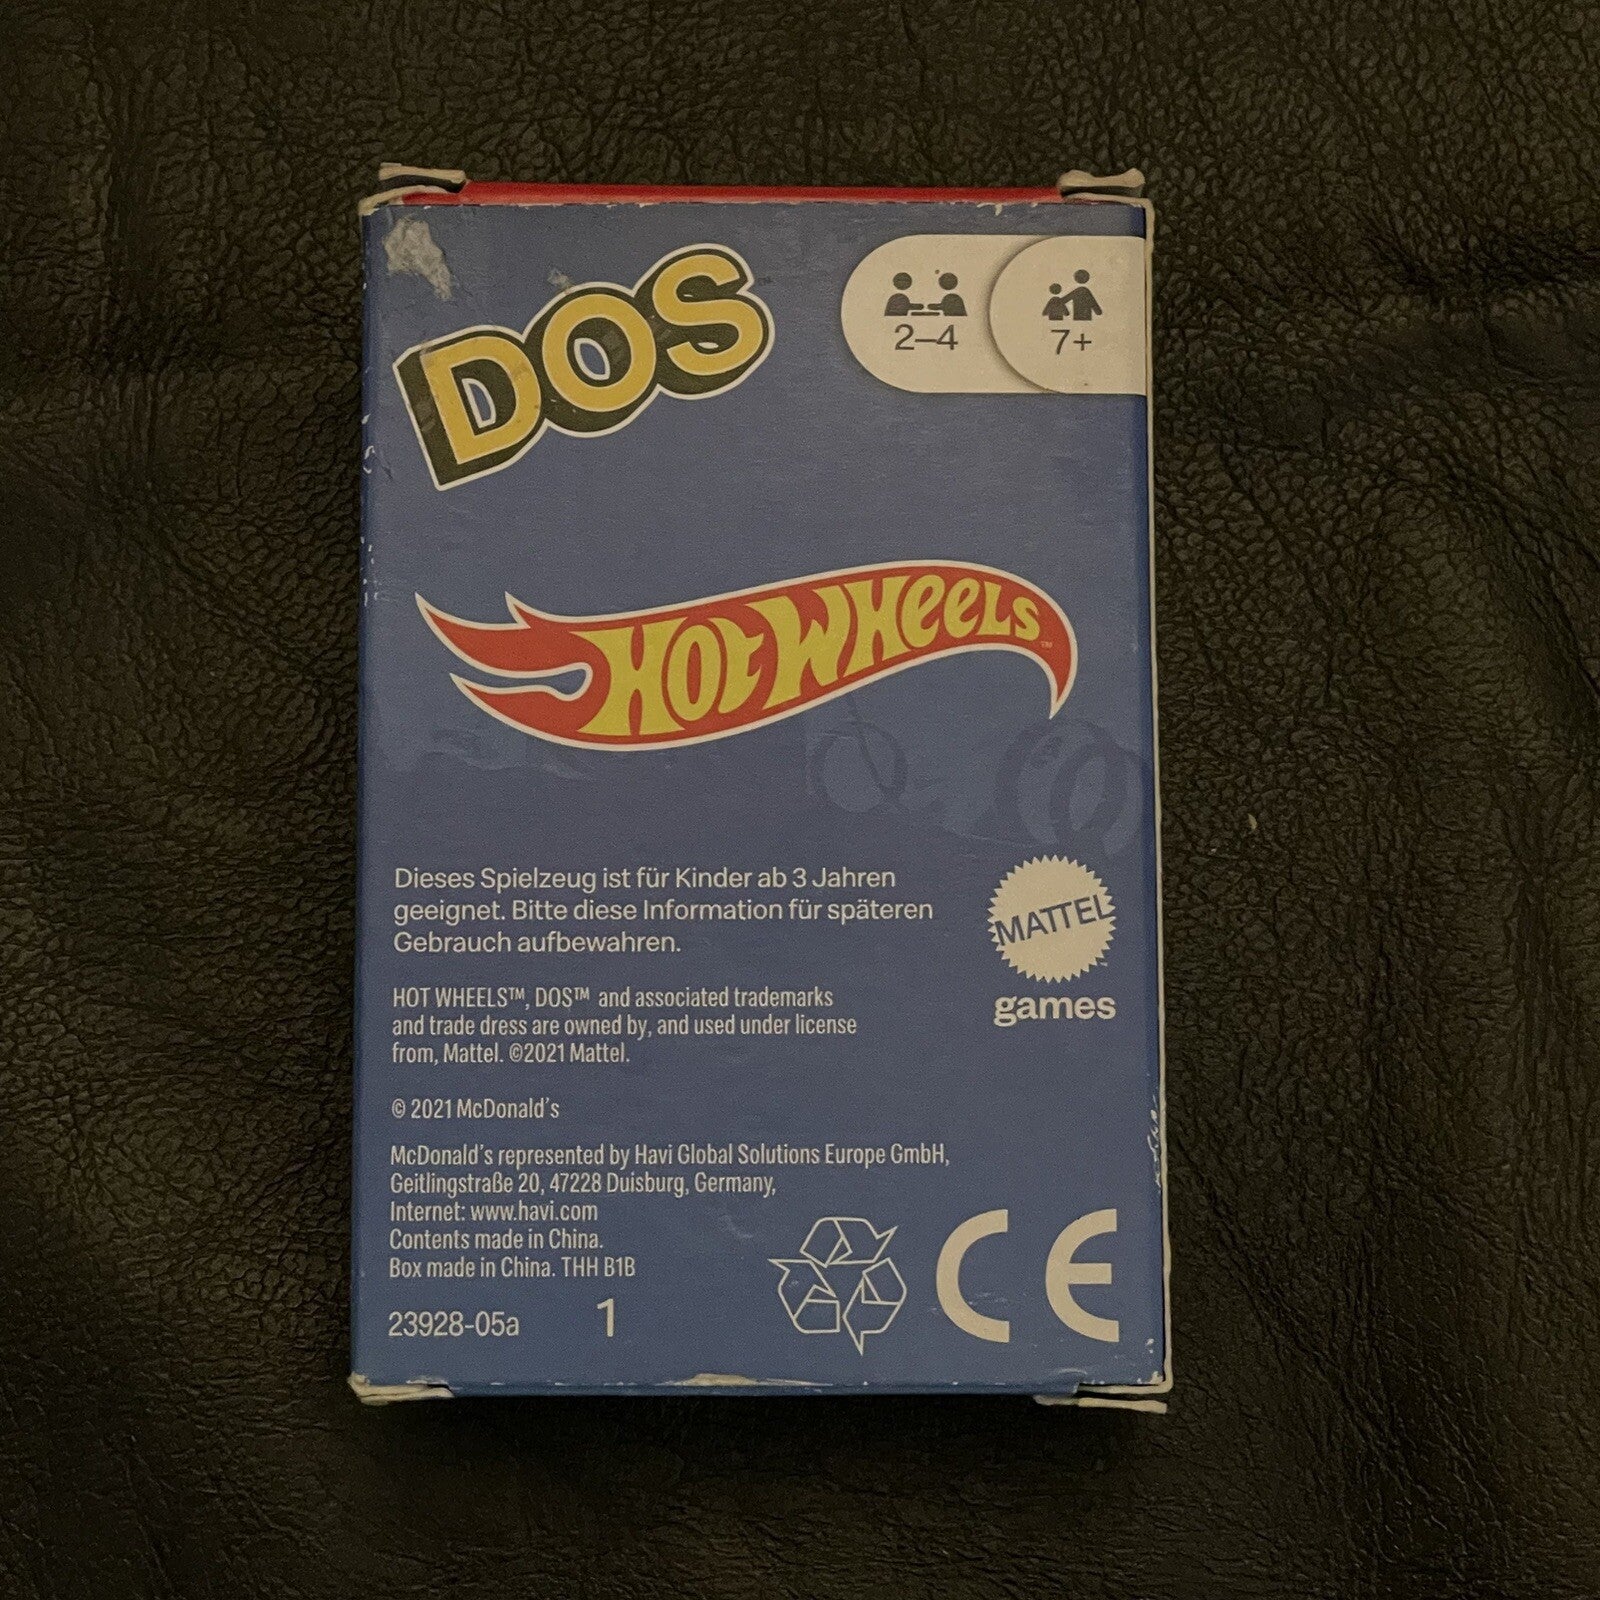 DOS
2–4
7+
HOT WHEELS™
Dieses Spielzeug ist für Kinder ab 3 Jahren
geeignet. Bitte diese Information für späteren
Gebrauch aufbewahren.
MATTEL
games
HOT WHEELS™, DOS™ and associated trademarks
and trade dress are owned by, and used under license
from, Mattel. ©2021 Mattel.
© 2021 McDonald's
McDonald's represented by Havi Global Solutions Europe GmbH,
Geitlingstraße 20, 47228 Duisburg, Germany,
Internet: www.havi.com
Contents made in China.
Box made in China. THH B1B
23928-05a 1
CE